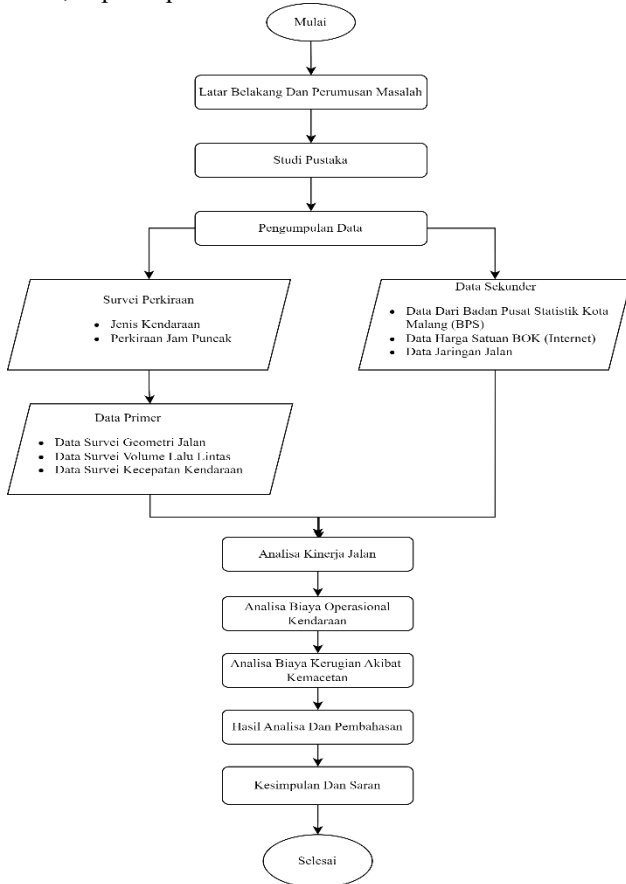 Mulai
Latar Belakang Dan Perumusan Masalah
Studi Pustaka
Pengumpulan Data
Survei Perkiraan
• Jenis Kendaraan
• Perkiraan Jam Puncak
Data Sekunder
• Data Dari Badan Pusat Statistik Kota
Malang (BPS)
• Data Harga Satuan BOK (Internet)
• Data Jaringan Jalan
Data Primer
• Data Survei Geometri Jalan
• Data Survei Volume Lalu Lintas
• Data Survei Kecepatan Kendaraan
Analisa Kinerja Jalan
Analisa Biaya Operasional
Kendaraan
Analisa Biaya Kerugian Akibat
Kemacetan
Hasil Analisa Dan Pembahasan
Kesimpulan Dan Saran
Selesai